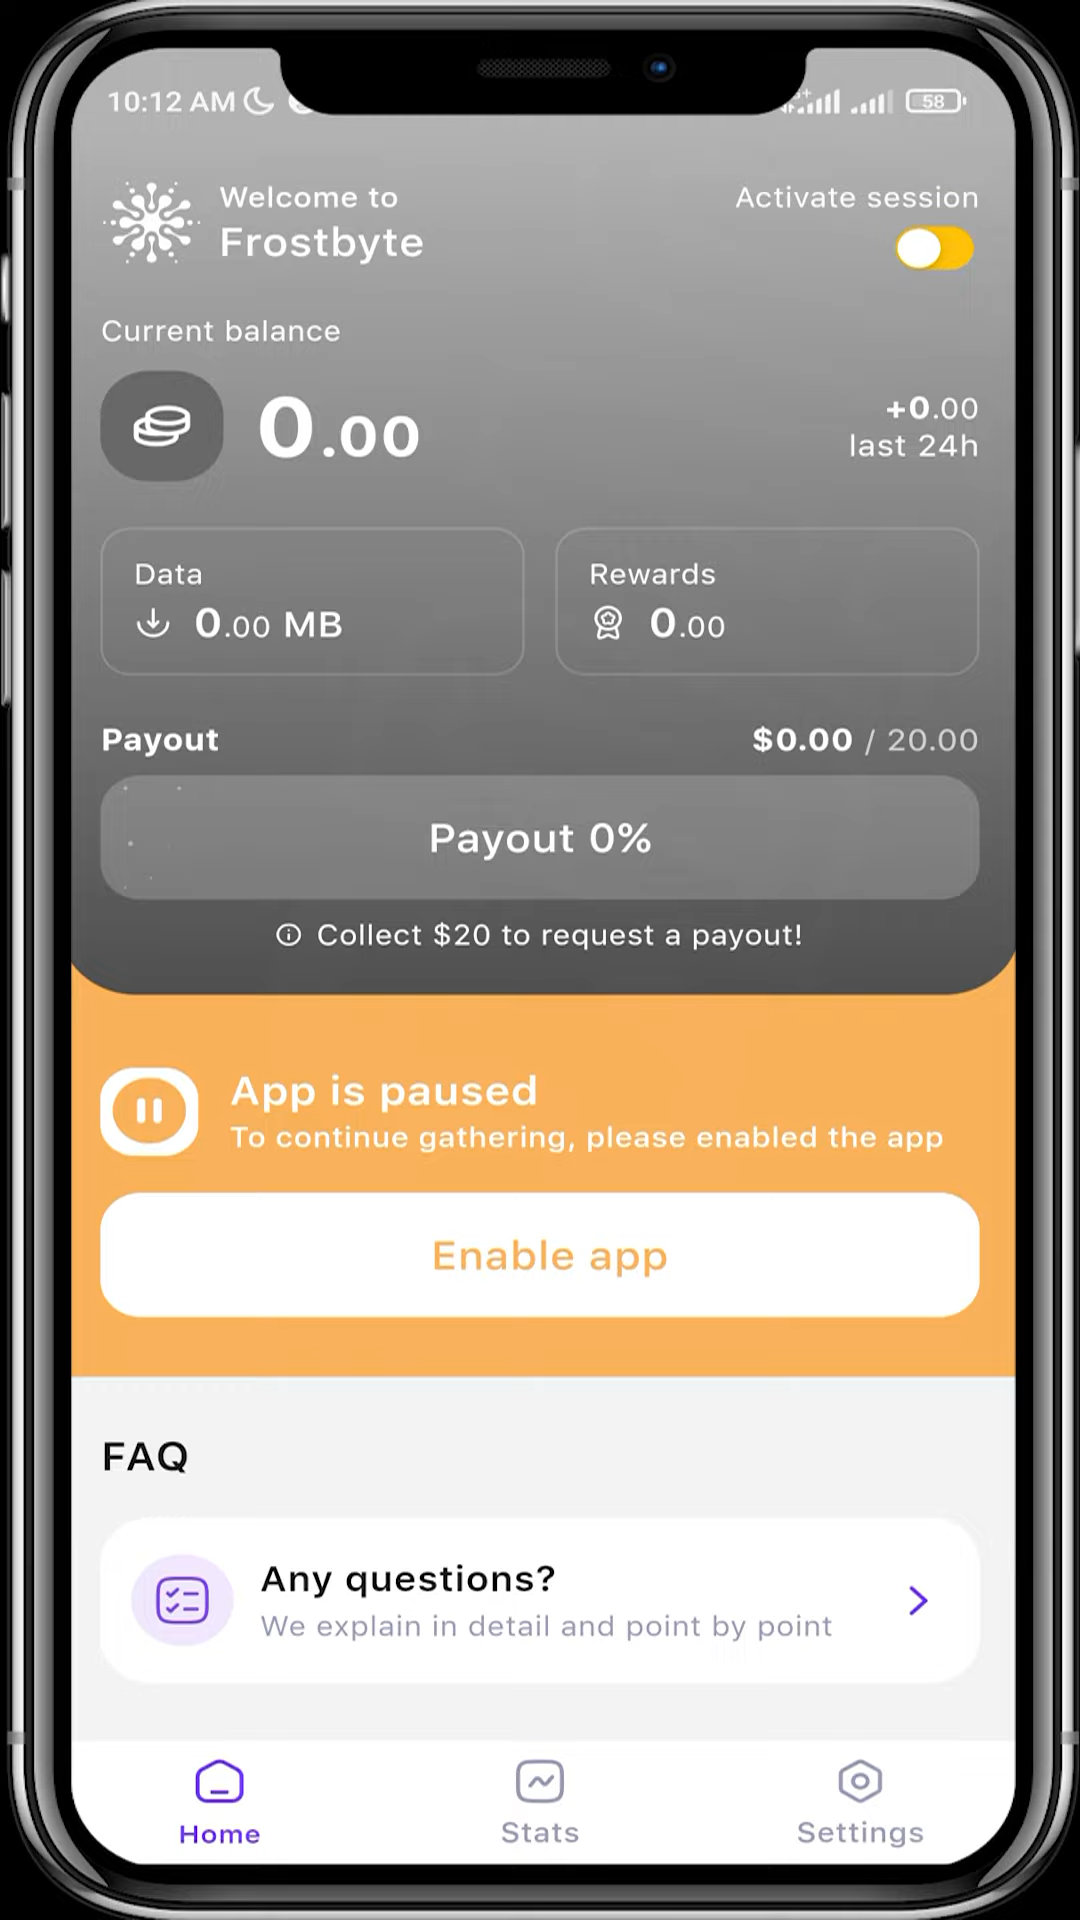 10:12 AM
58
Welcome to
Frostbyte
Activate session
Current balance
0.00
+0.00
last 24h
Data
0.00 MB
Rewards
0.00
Payout
$0.00 / 20.00
Payout 0%
Collect $20 to request a payout!
App is paused
To continue gathering, please enabled the app
Enable app
FAQ
Any questions?
We explain in detail and point by point
Home
Stats
Settings